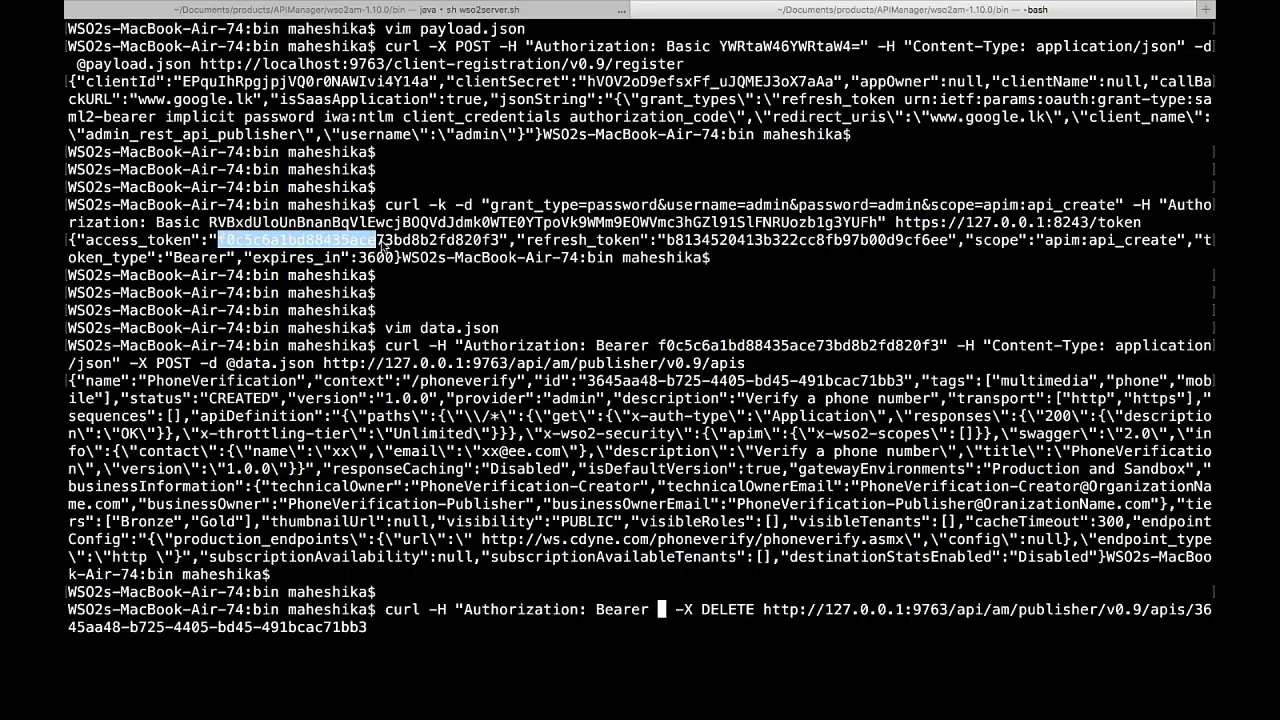 ~/Documents/products/APIManager/wso2am-1.10.0/bin — java • sh wso2server.sh ... ~/Documents/products/APIManager/wso2am-1.10.0/bin — -bash +
WSO2s-MacBook-Air-74:bin maheshika$ vim payload.json
WSO2s-MacBook-Air-74:bin maheshika$ curl -X POST -H "Authorization: Basic YWRtaW46YWRtaW4=" -H "Content-Type: application/json" -d
 @payload.json http://localhost:9763/client-registration/v0.9/register
{"clientId":"EPquIhRpgjpjVQ0r0NAWIvi4Y14a","clientSecret":"hVOV2oD9efsxFf_uJQMEJ3oX7aAa","appOwner":null,"clientName":null,"callBa
ckURL":"www.google.lk","isSaasApplication":true,"jsonString":"{\"grant_types\":\"refresh_token urn:ietf:params:oauth:grant-type:sa
ml2-bearer implicit password iwa:ntlm client_credentials authorization_code\",\"redirect_uris\":\"www.google.lk\",\"client_name\":
\"admin_rest_api_publisher\",\"username\":\"admin\"}"}WSO2s-MacBook-Air-74:bin maheshika$
WSO2s-MacBook-Air-74:bin maheshika$
WSO2s-MacBook-Air-74:bin maheshika$
WSO2s-MacBook-Air-74:bin maheshika$
WSO2s-MacBook-Air-74:bin maheshika$ curl -k -d "grant_type=password&username=admin&password=admin&scope=apim:api_create" -H "Autho
rization: Basic RVBxdUloUnBnanBqVlEwcjBOQVdJdmk0WTE0YTpoVk9WMm9EOWVmc3hGZl91SlFNRUozb1g3YUFh" https://127.0.0.1:8243/token
{"access_token":"f0c5c6a1bd88435ace73bd8b2fd820f3","refresh_token":"b8134520413b322cc8fb97b00d9cf6ee","scope":"apim:api_create","t
oken_type":"Bearer","expires_in":3600}WSO2s-MacBook-Air-74:bin maheshika$
WSO2s-MacBook-Air-74:bin maheshika$
WSO2s-MacBook-Air-74:bin maheshika$
WSO2s-MacBook-Air-74:bin maheshika$
WSO2s-MacBook-Air-74:bin maheshika$ vim data.json
WSO2s-MacBook-Air-74:bin maheshika$ curl -H "Authorization: Bearer f0c5c6a1bd88435ace73bd8b2fd820f3" -H "Content-Type: application
/json" -X POST -d @data.json http://127.0.0.1:9763/api/am/publisher/v0.9/apis
{"name":"PhoneVerification","context":"/phoneverify","id":"3645aa48-b725-4405-bd45-491bcac71bb3","tags":["multimedia","phone","mob
ile"],"status":"CREATED","version":"1.0.0","provider":"admin","description":"Verify a phone number","transport":["http","https"],"
sequences":[],"apiDefinition":"{\"paths\":{\"\\/*\":{\"get\":{\"x-auth-type\":\"Application\",\"responses\":{\"200\":{\"descriptio
n\":\"OK\"}},\"x-throttling-tier\":\"Unlimited\"}}},\"x-wso2-security\":{\"apim\":{\"x-wso2-scopes\":[]}},\"swagger\":\"2.0\",\"in
fo\":{\"contact\":{\"name\":\"xx\",\"email\":\"xx@ee.com\"},\"description\":\"Verify a phone number\",\"title\":\"PhoneVerificatio
n\",\"version\":\"1.0.0\"}}","responseCaching":"Disabled","isDefaultVersion":true,"gatewayEnvironments":"Production and Sandbox","
businessInformation":{"technicalOwner":"PhoneVerification-Creator","technicalOwnerEmail":"PhoneVerification-Creator@OrganizationNa
me.com","businessOwner":"PhoneVerification-Publisher","businessOwnerEmail":"PhoneVerification-Publisher@OranizationName.com"},"tie
rs":["Bronze","Gold"],"thumbnailUrl":null,"visibility":"PUBLIC","visibleRoles":[],"visibleTenants":[],"cacheTimeout":300,"endpoint
Config":"{\"production_endpoints\":{\"url\":\" http://ws.cdyne.com/phoneverify/phoneverify.asmx\",\"config\":null},\"endpoint_type
\":\"http \"}","subscriptionAvailability":null,"subscriptionAvailableTenants":[],"destinationStatsEnabled":"Disabled"}WSO2s-MacBoo
k-Air-74:bin maheshika$
WSO2s-MacBook-Air-74:bin maheshika$
WSO2s-MacBook-Air-74:bin maheshika$ curl -H "Authorization: Bearer  -X DELETE http://127.0.0.1:9763/api/am/publisher/v0.9/apis/36
45aa48-b725-4405-bd45-491bcac71bb3